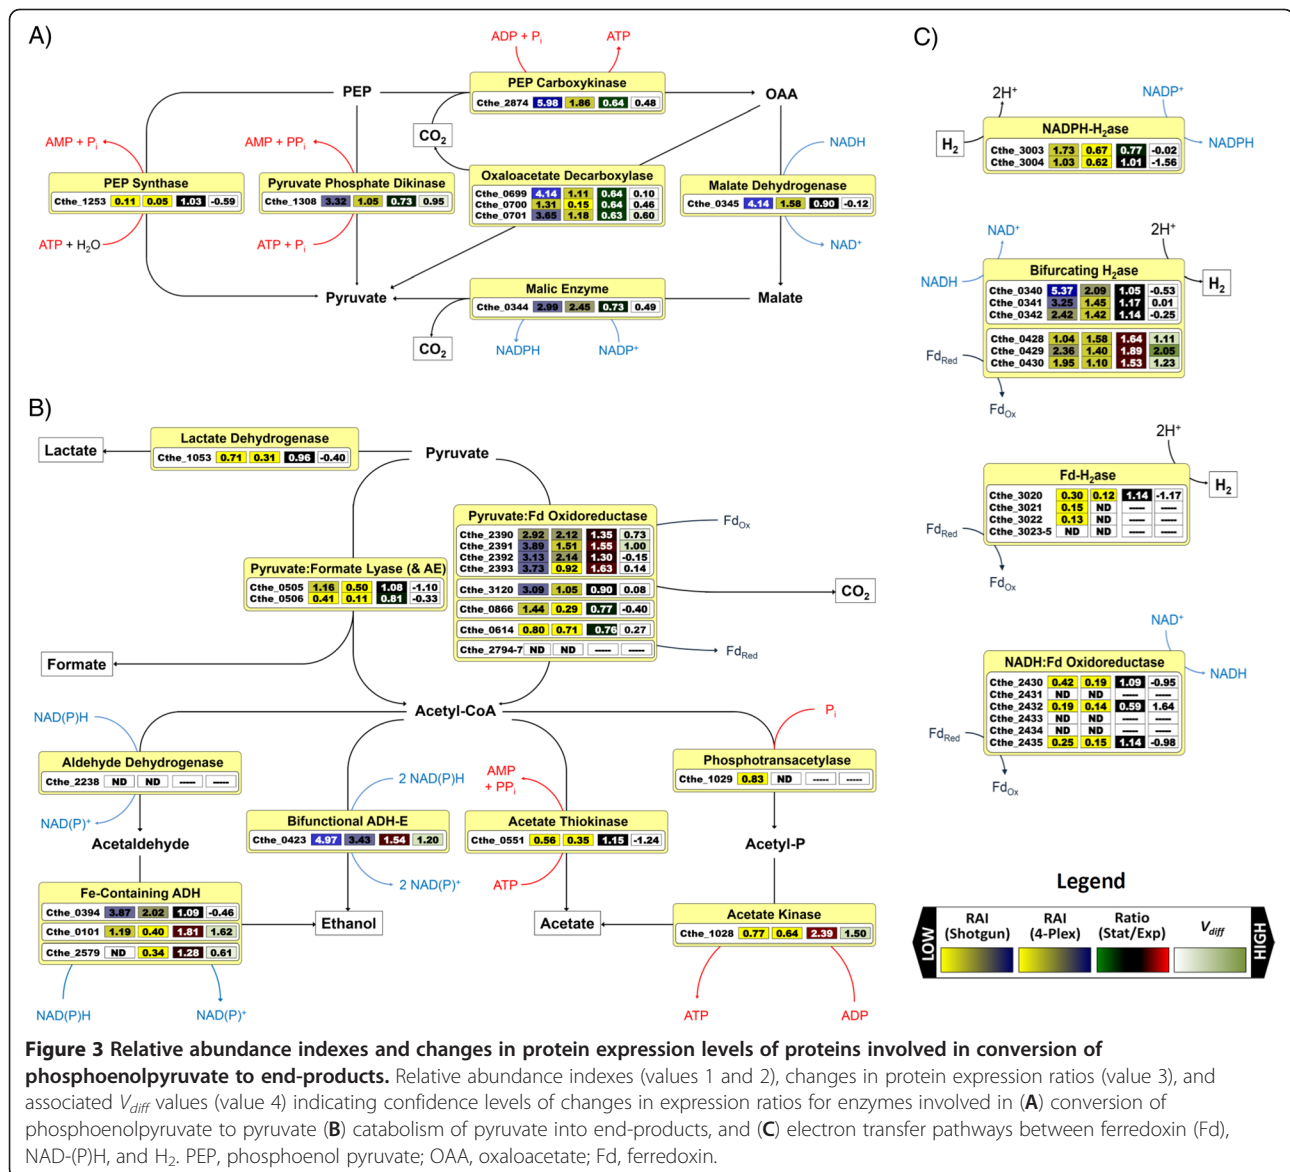 A)
ADP + Pi
ATP
PEP
PEP Carboxykinase
Cthe_2874 5.98 1.86 0.64 0.48
OAA
CO2
AMP + Pi
AMP + PPi
NADH
PEP Synthase
Cthe_1253 0.11 0.05 1.03 -0.59
Pyruvate Phosphate Dikinase
Cthe_1308 3.32 1.05 0.73 0.95
Oxaloacetate Decarboxylase
Cthe_0699 4.14 1.11 0.64 0.10
Cthe_0700 1.31 0.15 0.64 0.46
Cthe_0701 3.65 1.18 0.63 0.60
Malate Dehydrogenase
Cthe_0345 4.14 1.58 0.90 -0.12
ATP + H2O
ATP + Pi
NAD+
Pyruvate
Malic Enzyme
Cthe_0344 2.99 2.45 0.73 0.49
Malate
CO2
NADPH
NADP+
B)
Lactate
Lactate Dehydrogenase
Cthe_1053 0.71 0.31 0.96 -0.40
Pyruvate
Pyruvate:Fd Oxidoreductase
Cthe_2390 2.92 2.12 1.35 0.73
Cthe_2391 3.89 1.51 1.55 1.00
Cthe_2392 3.13 2.14 1.30 -0.15
Cthe_2393 3.73 0.92 1.63 0.14
Cthe_3120 3.09 1.05 0.90 0.08
Cthe_0866 1.44 0.29 0.77 -0.40
Cthe_0614 0.80 0.71 0.76 0.27
Cthe_2794-7 ND ND ----- -----
FdOx
CO2
FdRed
Pyruvate:Formate Lyase (& AE)
Cthe_0505 1.16 0.50 1.08 -1.10
Cthe_0506 0.41 0.11 0.81 -0.33
Formate
Acetyl-CoA
NAD(P)H
Aldehyde Dehydrogenase
Cthe_2238 ND ND ----- -----
NAD(P)+
Acetaldehyde
Fe-Containing ADH
Cthe_0394 3.87 2.02 1.09 -0.46
Cthe_0101 1.19 0.40 1.81 1.62
Cthe_2579 ND 0.34 1.28 0.61
NAD(P)H
NAD(P)+
2 NAD(P)H
Bifunctional ADH-E
Cthe_0423 4.97 3.43 1.54 1.20
2 NAD(P)+
Ethanol
AMP
+ PPi
Acetate Thiokinase
Cthe_0551 0.56 0.35 1.15 -1.24
ATP
Acetate
Pi
Phosphotransacetylase
Cthe_1029 0.83 ND ----- -----
Acetyl-P
Acetate Kinase
Cthe_1028 0.77 0.64 2.39 1.50
ATP
ADP
C)
2H+
NADP+
H2
NADPH-H2ase
Cthe_3003 1.73 0.67 0.77 -0.02
Cthe_3004 1.03 0.62 1.01 -1.56
NADPH
NAD+
2H+
NADH
Bifurcating H2ase
Cthe_0340 5.37 2.09 1.05 -0.53
Cthe_0341 3.25 1.45 1.17 0.01
Cthe_0342 2.42 1.42 1.14 -0.25
Cthe_0428 1.04 1.58 1.64 1.11
Cthe_0429 2.36 1.40 1.89 2.05
Cthe_0430 1.95 1.10 1.53 1.23
H2
FdRed
FdOx
2H+
Fd-H2ase
Cthe_3020 0.30 0.12 1.14 -1.17
Cthe_3021 0.15 ND ----- -----
Cthe_3022 0.13 ND ----- -----
Cthe_3023-5 ND ND ----- -----
H2
FdRed
FdOx
NAD+
NADH:Fd Oxidoreductase
Cthe_2430 0.42 0.19 1.09 -0.95
Cthe_2431 ND ND ----- -----
Cthe_2432 0.19 0.14 0.59 1.64
Cthe_2433 ND ND ----- -----
Cthe_2434 ND ND ----- -----
Cthe_2435 0.25 0.15 1.14 -0.98
NADH
FdRed
FdOx
Legend
LOW
RAI (Shotgun)
RAI (4-Plex)
Ratio (Stat/Exp)
Vdiff
HIGH
Figure 3 Relative abundance indexes and changes in protein expression levels of proteins involved in conversion of
phosphoenolpyruvate to end-products. Relative abundance indexes (values 1 and 2), changes in protein expression ratios (value 3), and
associated Vdiff values (value 4) indicating confidence levels of changes in expression ratios for enzymes involved in (A) conversion of
phosphoenolpyruvate to pyruvate (B) catabolism of pyruvate into end-products, and (C) electron transfer pathways between ferredoxin (Fd),
NAD-(P)H, and H2. PEP, phosphoenol pyruvate; OAA, oxaloacetate; Fd, ferredoxin.